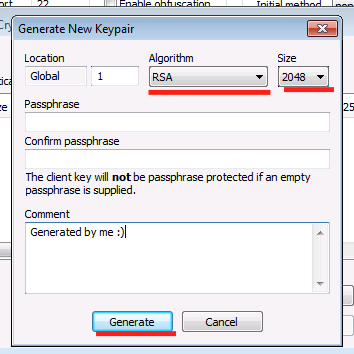 ort
22
Enable obfuscation
Initial method
Cry
Generate New Keypair
Location
Algorithm
Size
Global
1
RSA
2048
Passphrase
Confirm passphrase
The client key will not be passphrase protected if an empty
passphrase is supplied.
Comment
Generated by me :)
Generate
Cancel